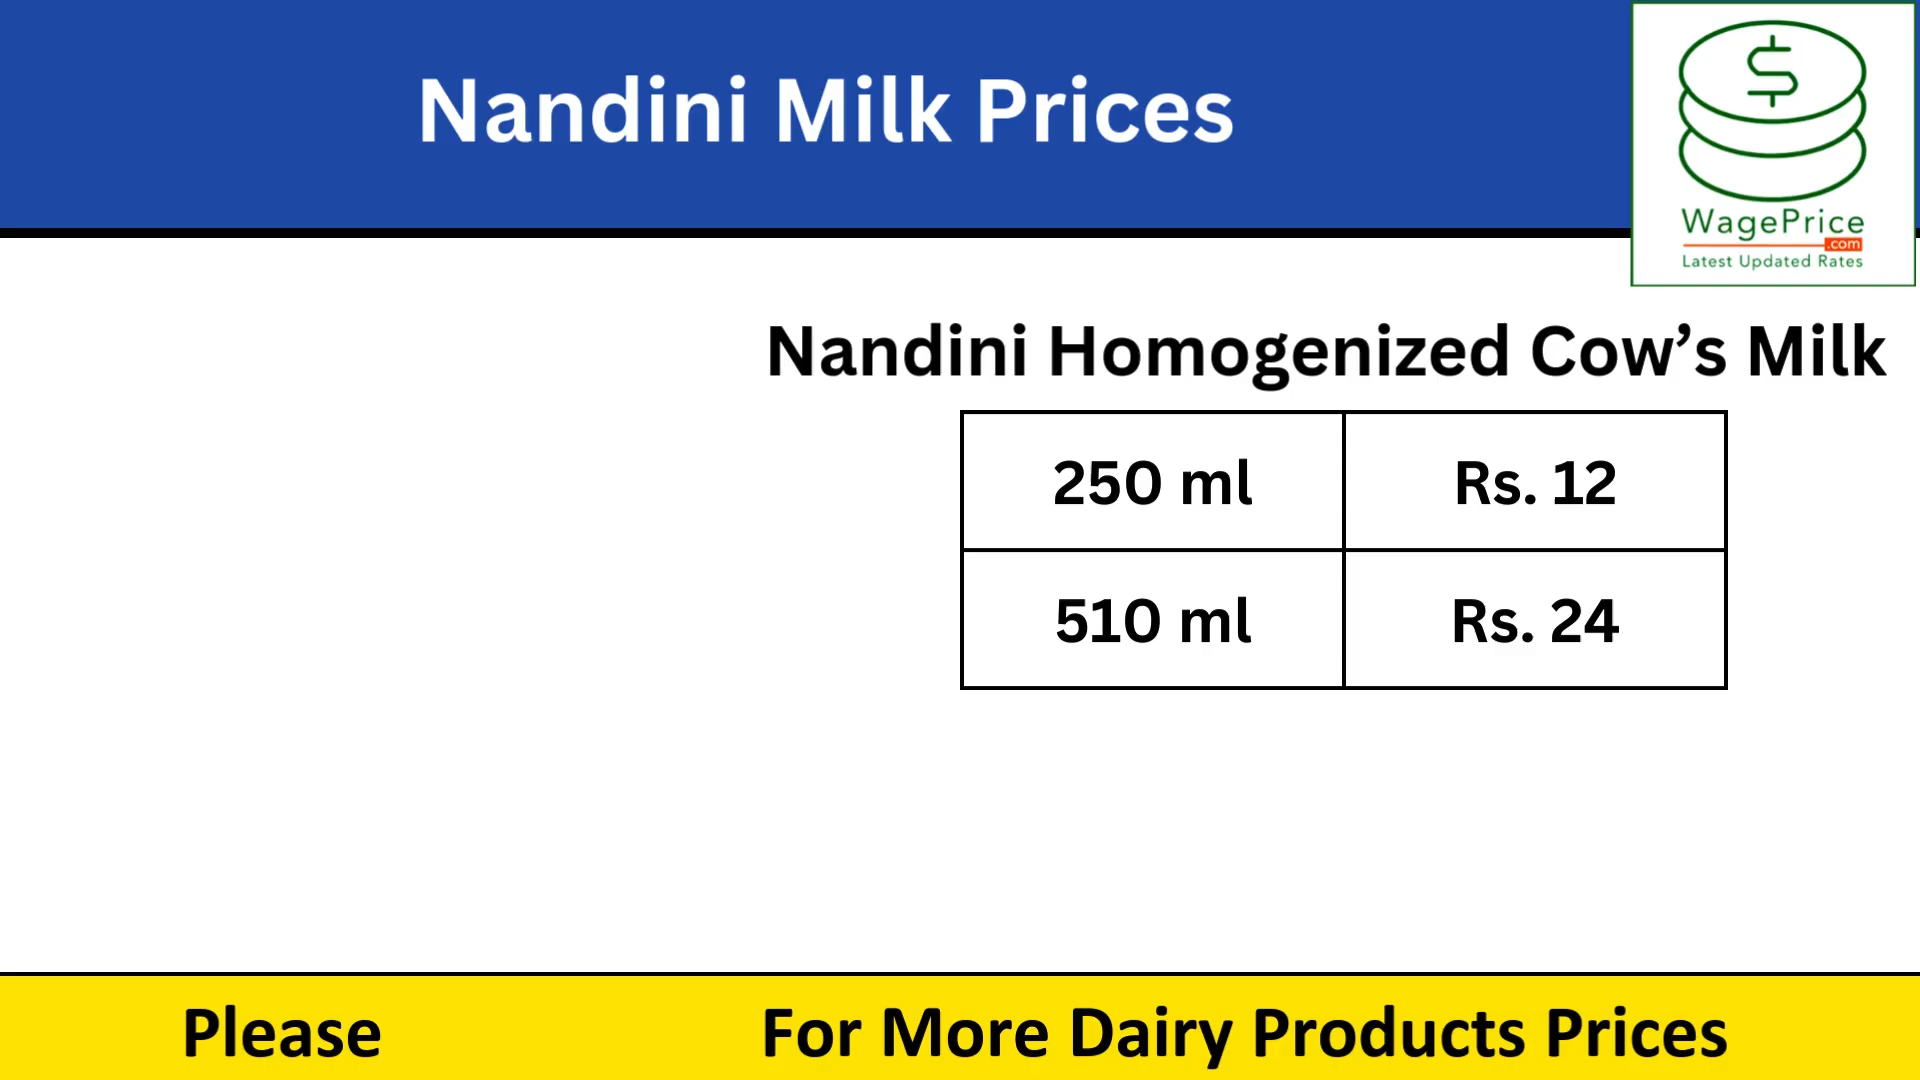 Nandini Milk Prices
$
WagePrice
.com
Latest Updated Rates
Nandini Homogenized Cow’s Milk
250 ml Rs. 12
510 ml Rs. 24
Please For More Dairy Products Prices